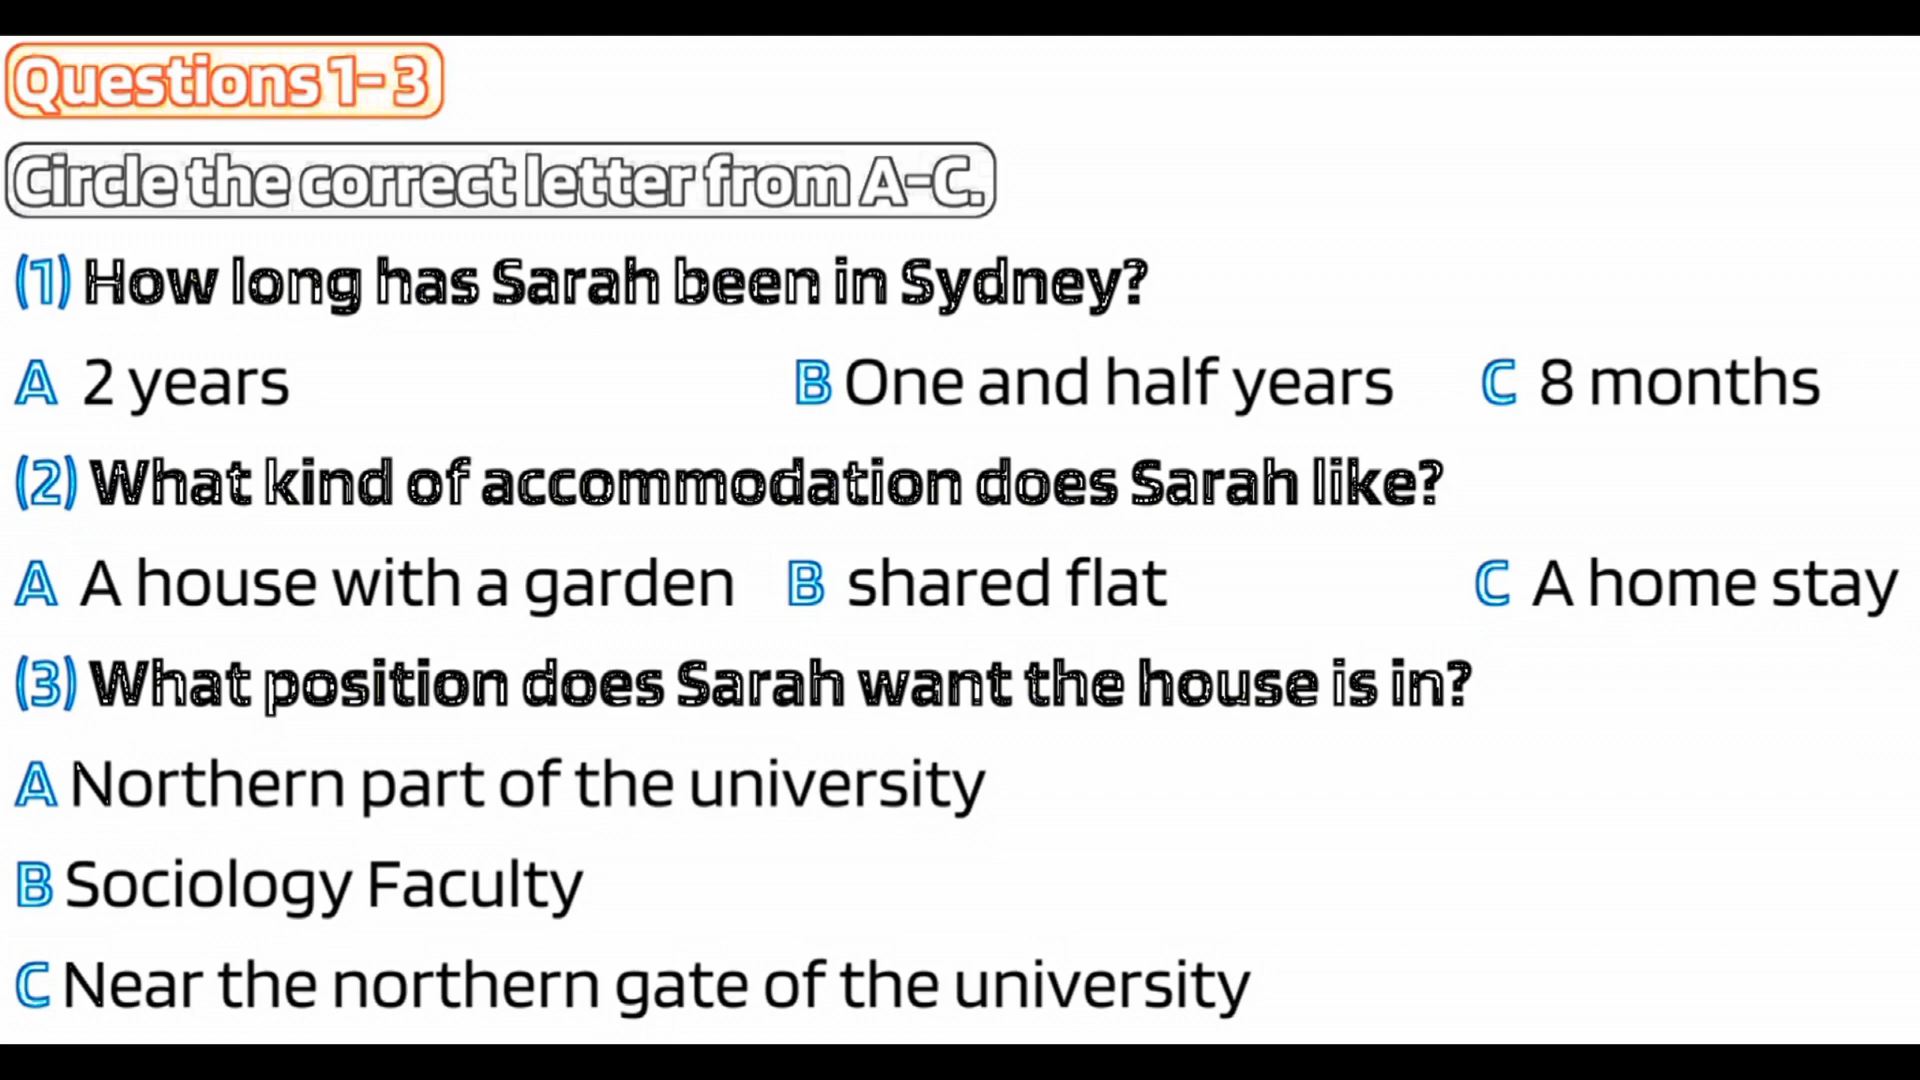 Questions 1-3
Circle the correct letter from A-C.
(1) How long has Sarah been in Sydney?
A 2 years B One and half years C 8 months
(2) What kind of accommodation does Sarah like?
A A house with a garden B shared flat C A home stay
(3) What position does Sarah want the house is in?
A Northern part of the university
B Sociology Faculty
C Near the northern gate of the university